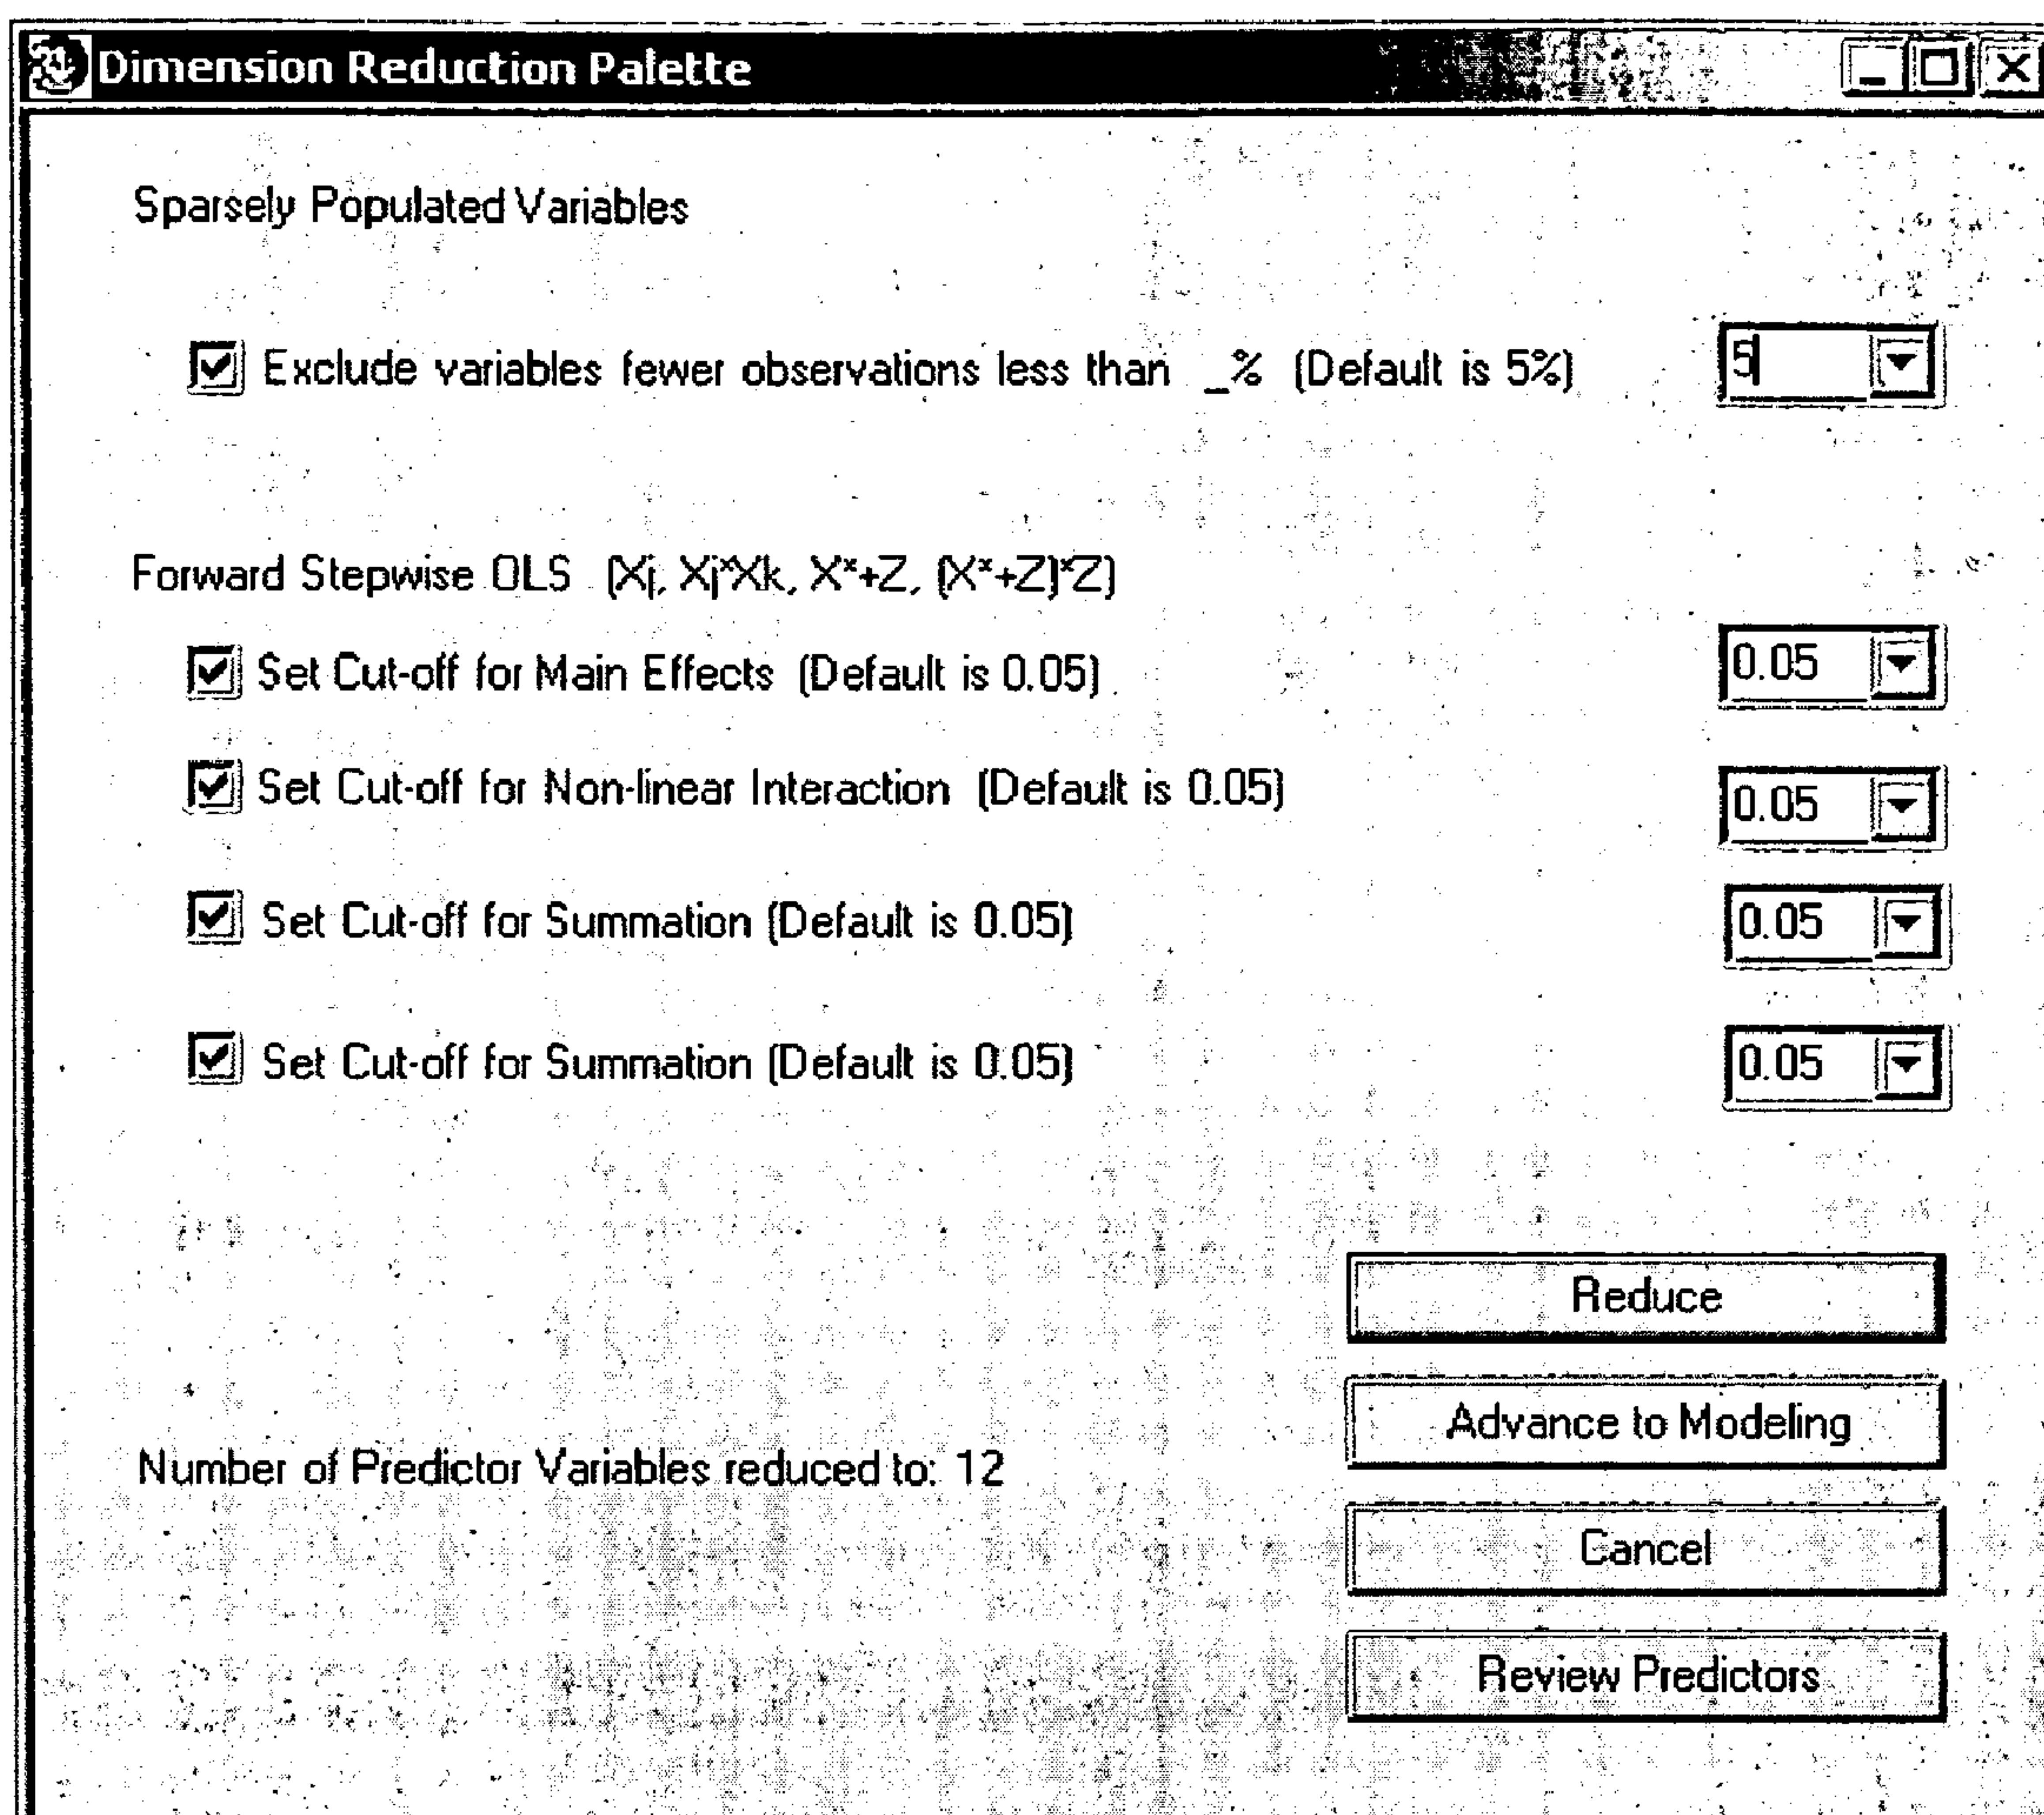 Dimension Reduction Palette
Sparsely Populated Variables
Exclude variables fewer observations less than _% (Default is 5%) 5
Forward Stepwise OLS (Xj, Xj*Xk, X*+Z, (X*+Z)*Z)
Set Cut-off for Main Effects (Default is 0.05) 0.05
Set Cut-off for Non-linear Interaction (Default is 0.05) 0.05
Set Cut-off for Summation (Default is 0.05) 0.05
Set Cut-off for Summation (Default is 0.05) 0.05
Reduce
Advance to Modeling
Number of Predictor Variables reduced to: 12
Cancel
Review Predictors